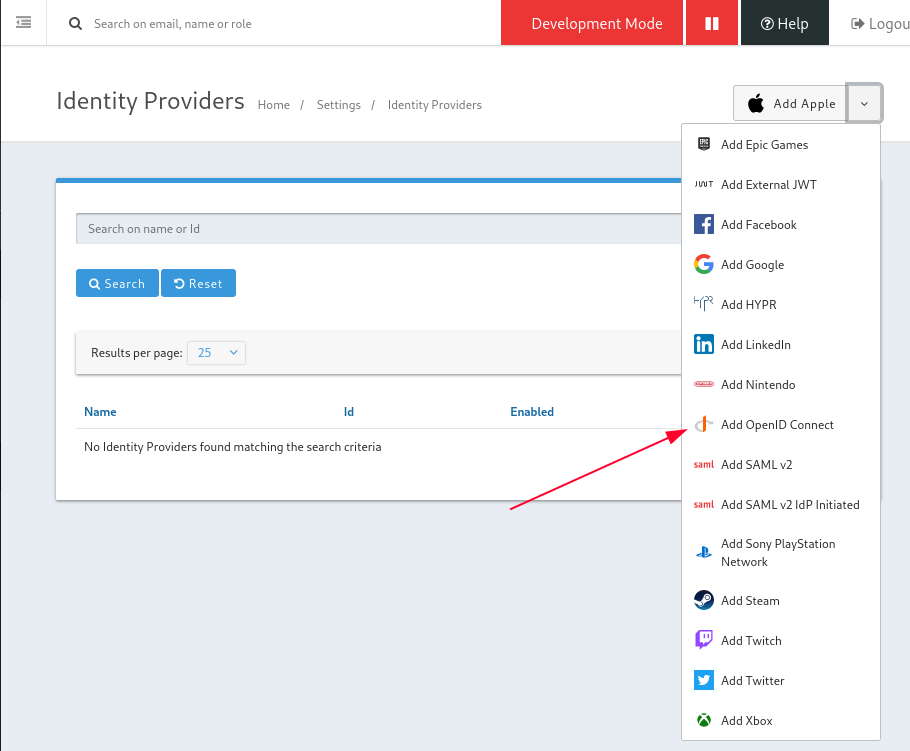 Search on email, name or role
Development Mode
Help
Logou
Identity Providers
Home / Settings / Identity Providers
Add Apple
Search on name or Id
Search
Reset
Results per page: 25
Name Id Enabled
No Identity Providers found matching the search criteria
EPIC
Add Epic Games
JWT
Add External JWT
Add Facebook
Add Google
HYPR
Add HYPR
in
Add LinkedIn
Nintendo
Add Nintendo
Add OpenID Connect
saml
Add SAML v2
saml
Add SAML v2 IdP Initiated
Add Sony PlayStation
Network
Add Steam
Add Twitch
Add Twitter
Add Xbox